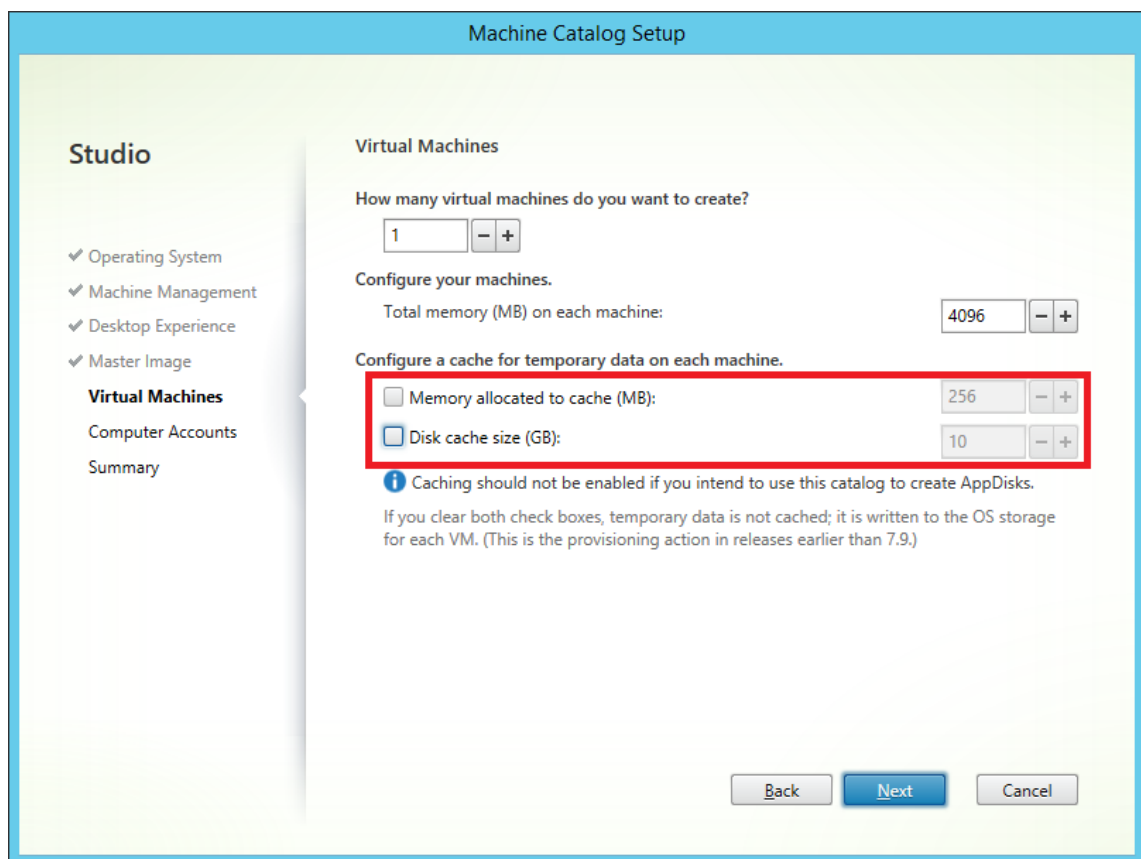 Machine Catalog Setup
Studio
Operating System
Machine Management
Desktop Experience
Master Image
Virtual Machines
Computer Accounts
Summary
Virtual Machines
How many virtual machines do you want to create?
1 - +
Configure your machines.
Total memory (MB) on each machine: 4096 - +
Configure a cache for temporary data on each machine.
Memory allocated to cache (MB): 256 - +
Disk cache size (GB): 10 - +
Caching should not be enabled if you intend to use this catalog to create AppDisks.
If you clear both check boxes, temporary data is not cached; it is written to the OS storage
for each VM. (This is the provisioning action in releases earlier than 7.9.)
Back Next Cancel